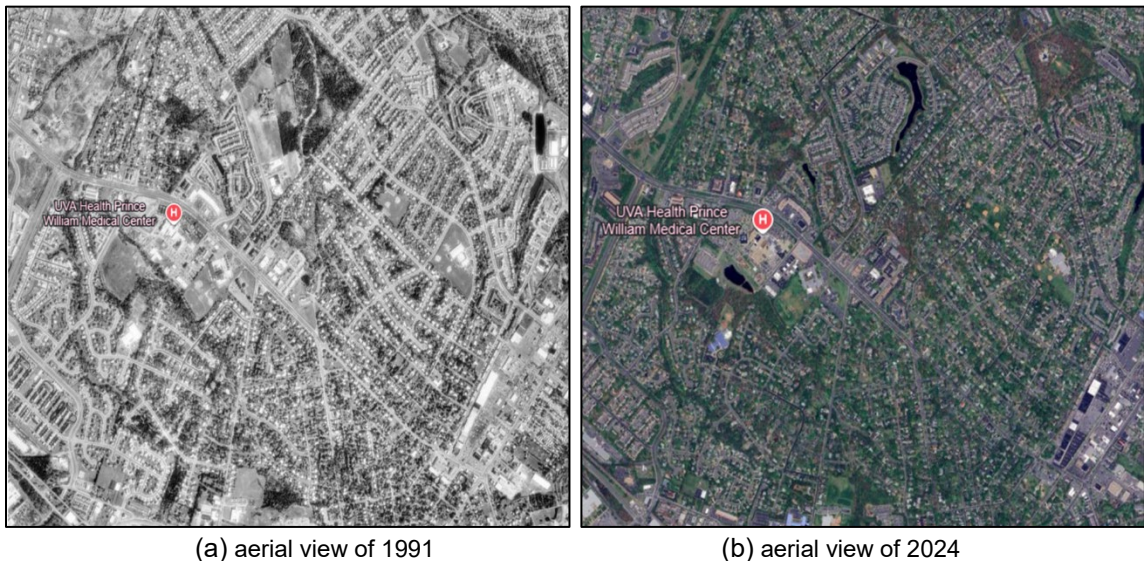 UVA Health Prince
William Medical Center
H
UVA Health Prince
William Medical Center
H
(a) aerial view of 1991
(b) aerial view of 2024